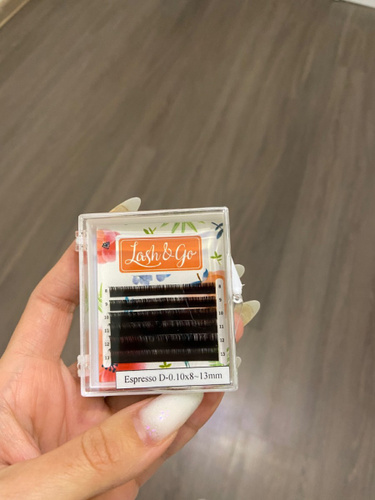 Lash & Go
Espresso D-0.10x8~13mm